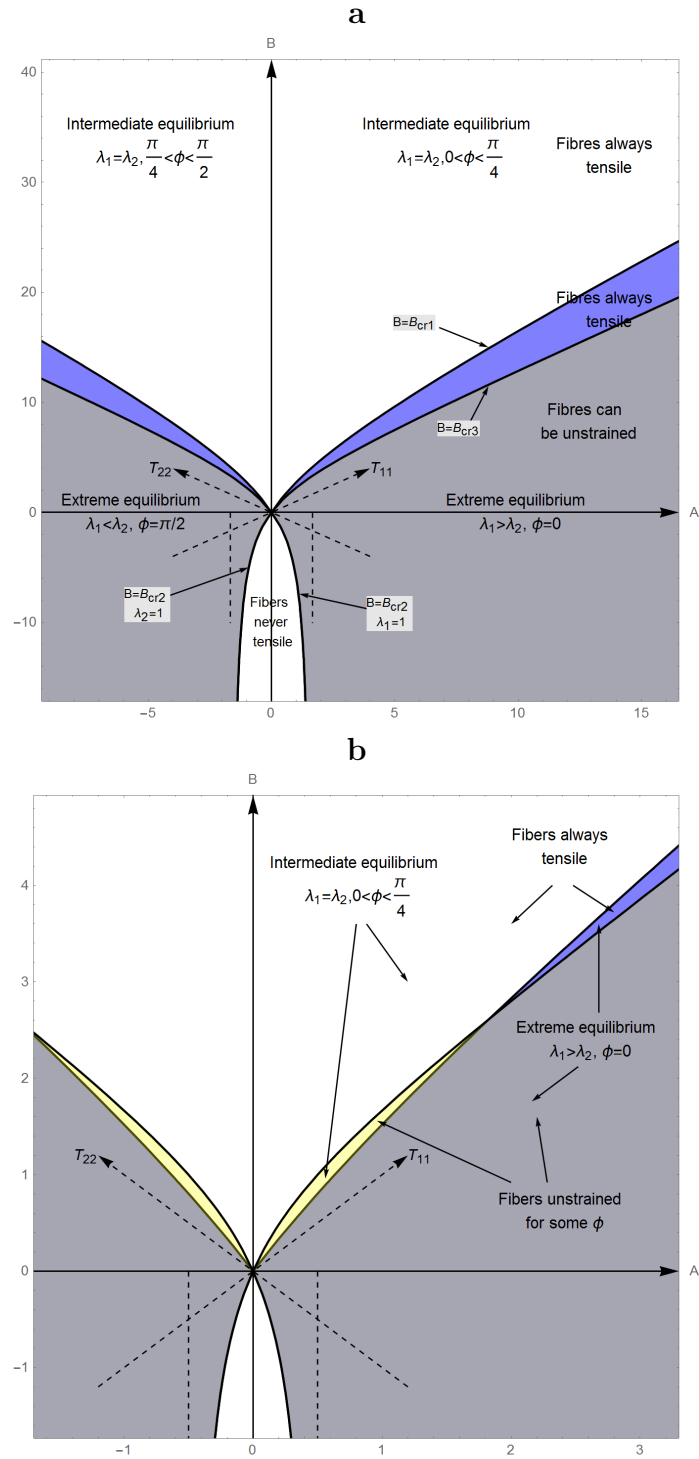 a
B
40
Intermediate equilibrium
λ₁=λ₂, π/4<ϕ<π/2
Intermediate equilibrium
λ₁=λ₂,0<ϕ<π/4
Fibres always
tensile
30
20
Fibres always
tensile
B=Bcr1
10
B=Bcr3
Fibres can
be unstrained
T₂₂
T₁₁
Extreme equilibrium
λ₁<λ₂, ϕ=π/2
Extreme equilibrium
λ₁>λ₂, ϕ=0
0
A
B=Bcr2
λ₂=1
Fibers
never
tensile
B=Bcr2
λ₁=1
−10
−5
0
5
10
15
b
B
Fibers always
tensile
Intermediate equilibrium
λ₁=λ₂,0<ϕ<π/4
4
3
Extreme equilibrium
λ₁>λ₂, ϕ=0
2
T₂₂
T₁₁
1
Fibers unstrained
for some ϕ
0
A
−1
−1
0
1
2
3